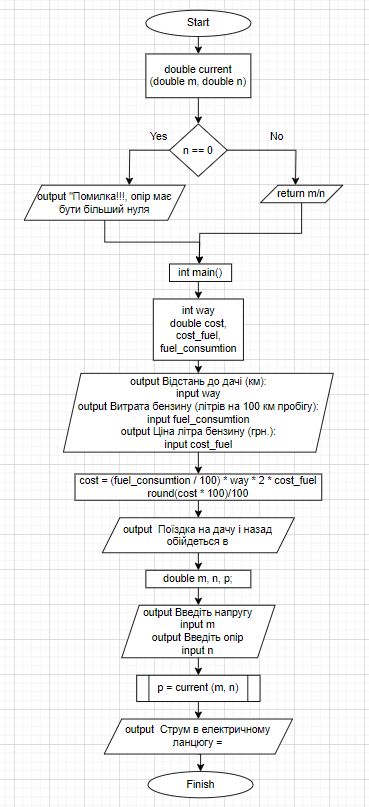 Start
double current
(double m, double n)
Yes
No
n == 0
output "Помилка!!!, опір має
бути більший нуля
return m/n
int main()
int way
double cost,
cost_fuel,
fuel_consumtion
output Відстань до дачі (км):
input way
output Витрата бензину (літрів на 100 км пробігу):
input fuel_consumtion
output Ціна літра бензину (грн.):
input cost_fuel
cost = (fuel_consumtion / 100) * way * 2 * cost_fuel
round(cost * 100)/100
output Поїздка на дачу і назад
обійдеться в
double m, n, p;
output Введіть напругу
input m
output Введіть опір
input n
p = current (m, n)
output Струм в електричному
ланцюгу =
Finish